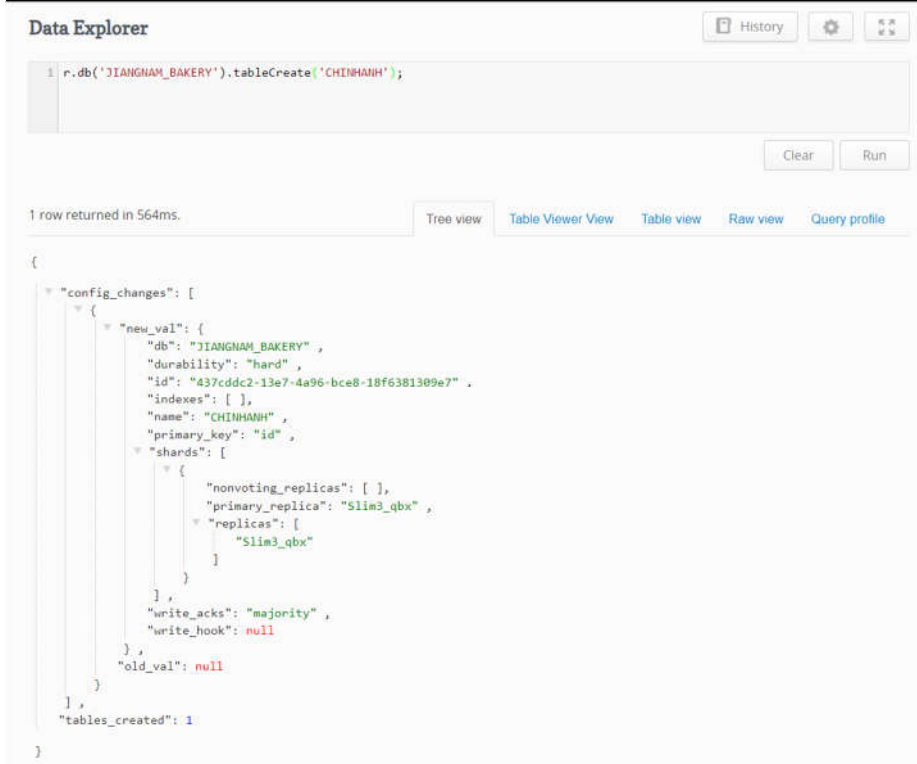 Data Explorer
History
1 r.db('JIANGNAM_BAKERY').tableCreate('CHINHANH');
Clear
Run
1 row returned in 564ms.
Tree view
Table Viewer View
Table view
Raw view
Query profile
{
"config_changes": [
{
"new_val": {
"db": "JIANGNAM_BAKERY" ,
"durability": "hard" ,
"id": "437cddc2-13e7-4a96-bce8-18f6381309e7" ,
"indexes": [ ],
"name": "CHINHANH" ,
"primary_key": "id" ,
"shards": [
{
"nonvoting_replicas": [ ],
"primary_replica": "Slim3_qbx" ,
"replicas": [
"Slim3_qbx"
]
}
] ,
"write_acks": "majority" ,
"write_hook": null
} ,
"old_val": null
}
] ,
"tables_created": 1
}